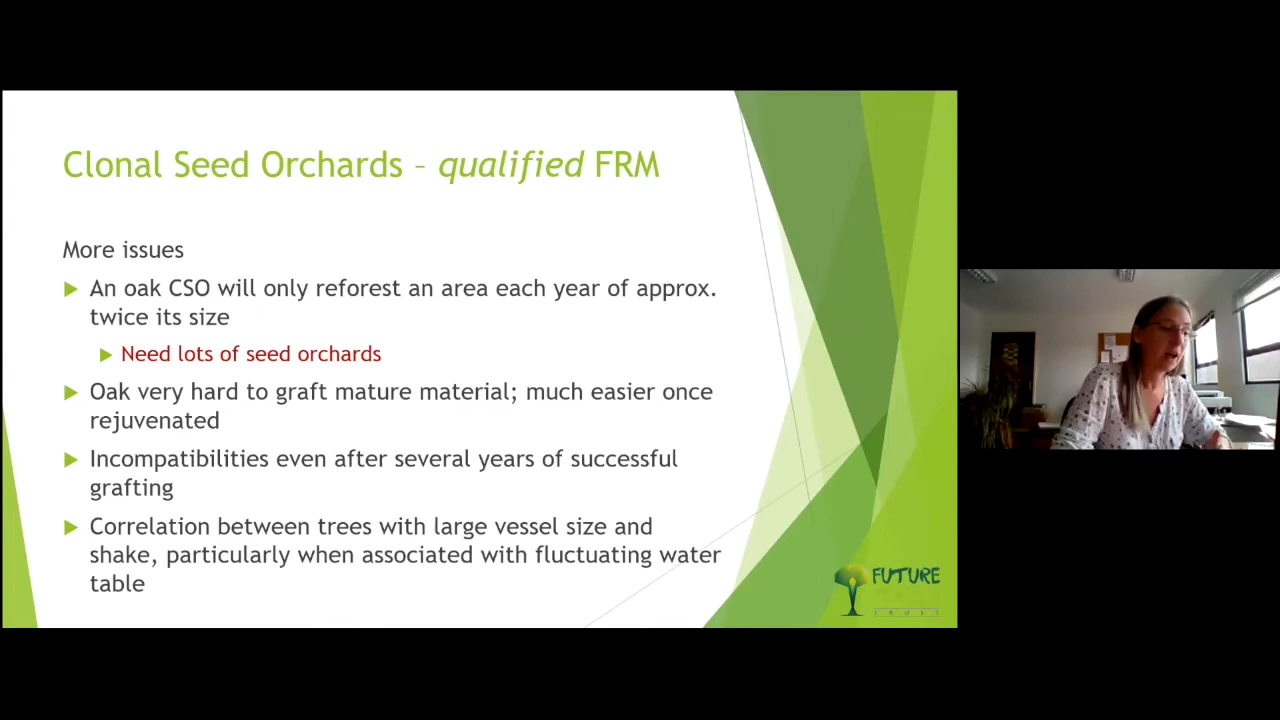 Clonal Seed Orchards – qualified FRM
More issues
An oak CSO will only reforest an area each year of approx.
twice its size
Need lots of seed orchards
Oak very hard to graft mature material; much easier once
rejuvenated
Incompatibilities even after several years of successful
grafting
Correlation between trees with large vessel size and
shake, particularly when associated with fluctuating water
table
FUTURE
TRUST